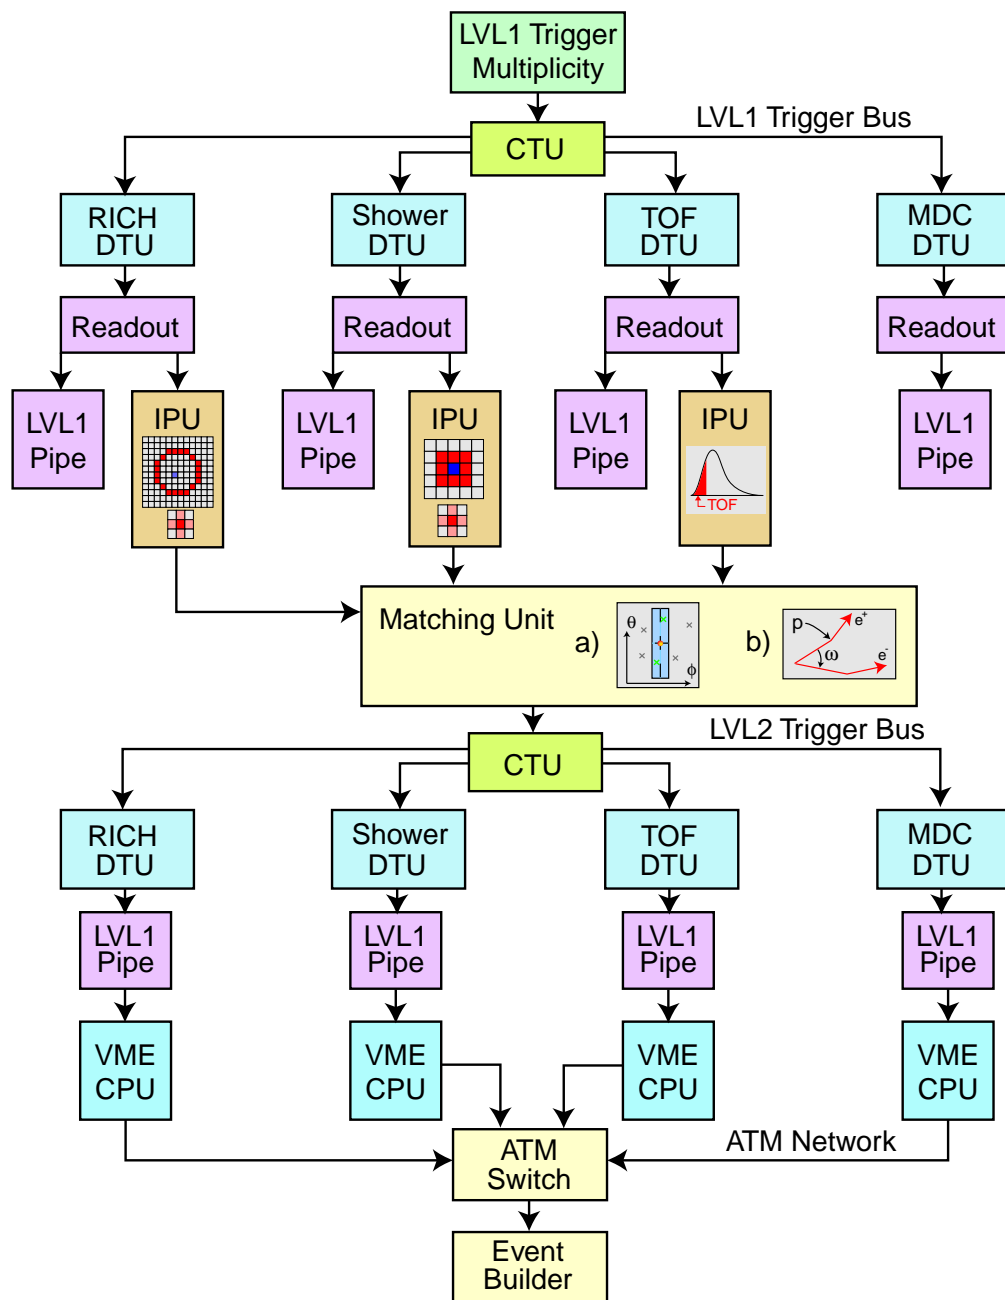 LVL1 Trigger
Multiplicity
LVL1 Trigger Bus
CTU
RICH
DTU
Shower
DTU
TOF
DTU
MDC
DTU
Readout
Readout
Readout
Readout
LVL1
Pipe
IPU
LVL1
Pipe
IPU
LVL1
Pipe
IPU
TOF
LVL1
Pipe
Matching Unit
a)
θ
ϕ
b)
p
e+
ω
e-
LVL2 Trigger Bus
CTU
RICH
DTU
Shower
DTU
TOF
DTU
MDC
DTU
LVL1
Pipe
LVL1
Pipe
LVL1
Pipe
LVL1
Pipe
VME
CPU
VME
CPU
VME
CPU
VME
CPU
ATM Network
ATM
Switch
Event
Builder